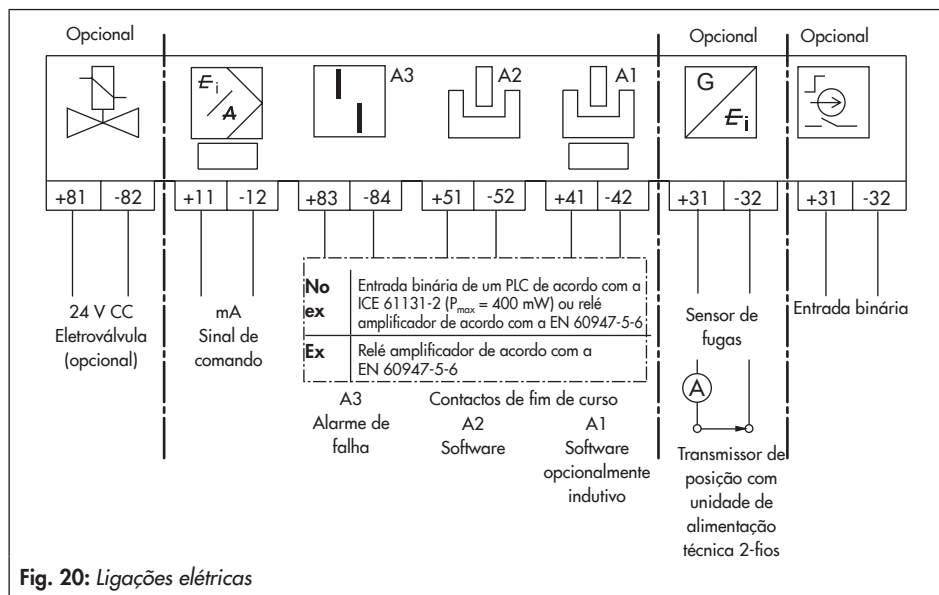 Opcional
Opcional
Opcional
E i / A
A3
A2
A1
G
E i
+81 -82
+11 -12
+83 -84
+51 -52
+41 -42
+31 -32
+31 -32
24 V CC
Eletroválvula
(opcional)
mA
Sinal de
comando
No
ex
Entrada binária de um PLC de acordo com a
ICE 61131-2 (Pmax = 400 mW) ou relé
amplificador de acordo com a EN 60947-5-6
Ex
Relé amplificador de acordo com a
EN 60947-5-6
A3
Alarme de
falha
Contactos de fim de curso
A2
Software
A1
Software
opcionalmente
indutivo
Sensor de
fugas
A
Transmissor de
posição com
unidade de
alimentação
técnica 2-fios
Entrada binária
Fig. 20: Ligações elétricas